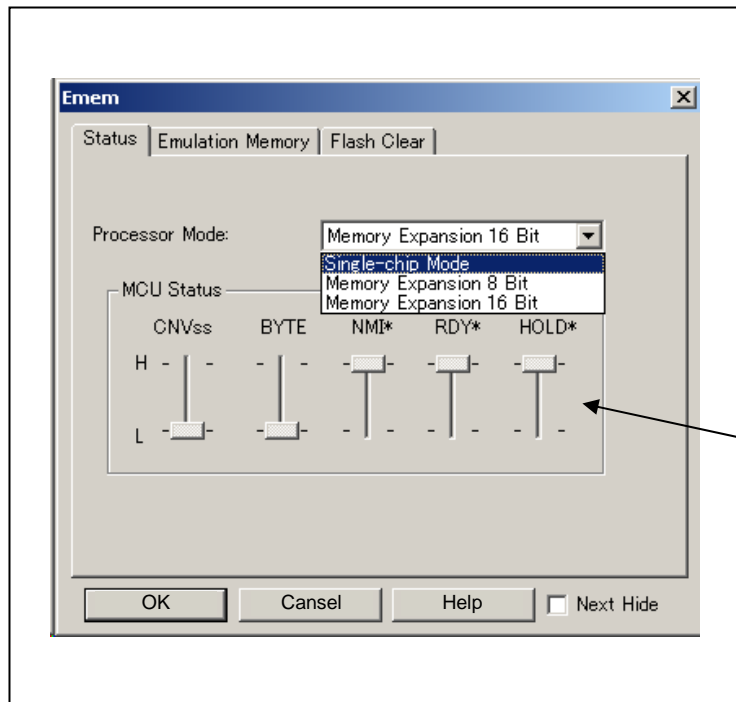 Emem
Status Emulation Memory Flash Clear
Processor Mode: Memory Expansion 16 Bit
Single-chip Mode
Memory Expansion 8 Bit
Memory Expansion 16 Bit
MCU Status
CNVss BYTE NMI* RDY* HOLD*
H
L
OK Cansel Help Next Hide